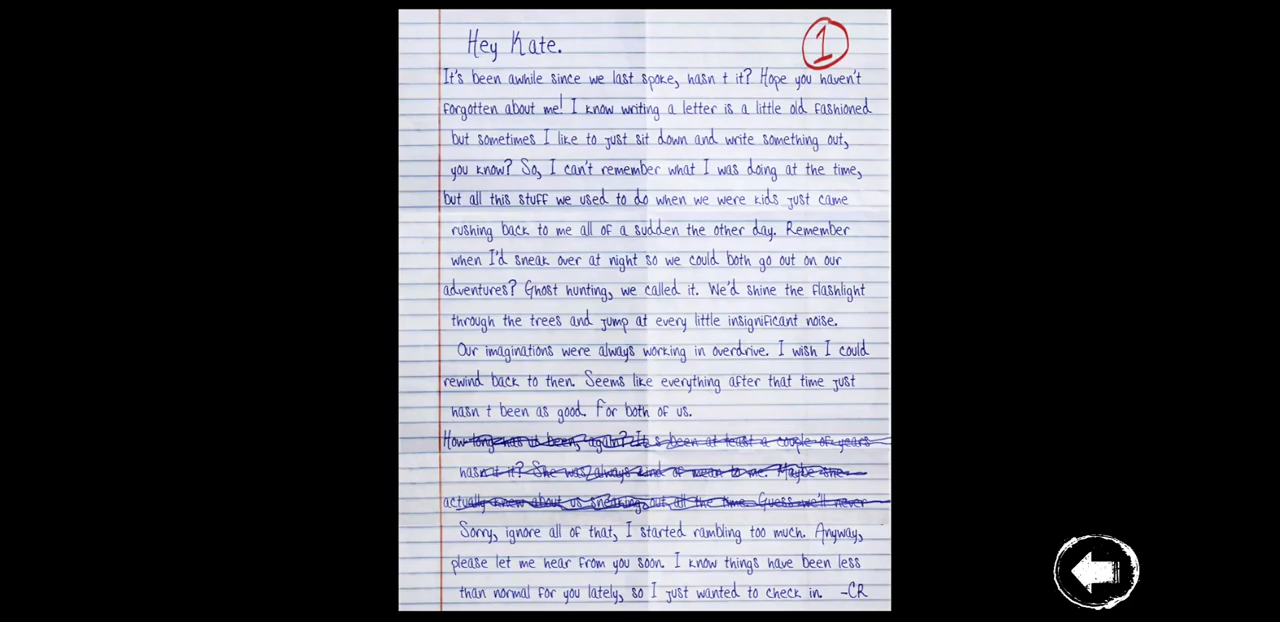 Hey Kate.
1
It's been awhile since we last spoke, hasn t it? Hope you haven't
forgotten about me! I know writing a letter is a little old fashioned
but sometimes I like to just sit down and write something out,
you know? So, I can't remember what I was doing at the time,
but all this stuff we used to do when we were kids just came
rushing back to me all of a sudden the other day. Remember
when I'd sneak over at night so we could both go out on our
adventures? Ghost hunting, we called it. We'd shine the flashlight
through the trees and jump at every little insignificant noise.
Our imaginations were always working in overdrive. I wish I could
rewind back to then. Seems like everything after that time just
hasn t been as good. For both of us.
How long has it been, again? It s been at least a couple of years
hasn t it? She was always kind of mean to me. Maybe she
actually knew about us sneaking out all the time. Guess we'll never
Sorry, ignore all of that, I started rambling too much. Anyway,
please let me hear from you soon. I know things have been less
than normal for you lately, so I just wanted to check in. -CR